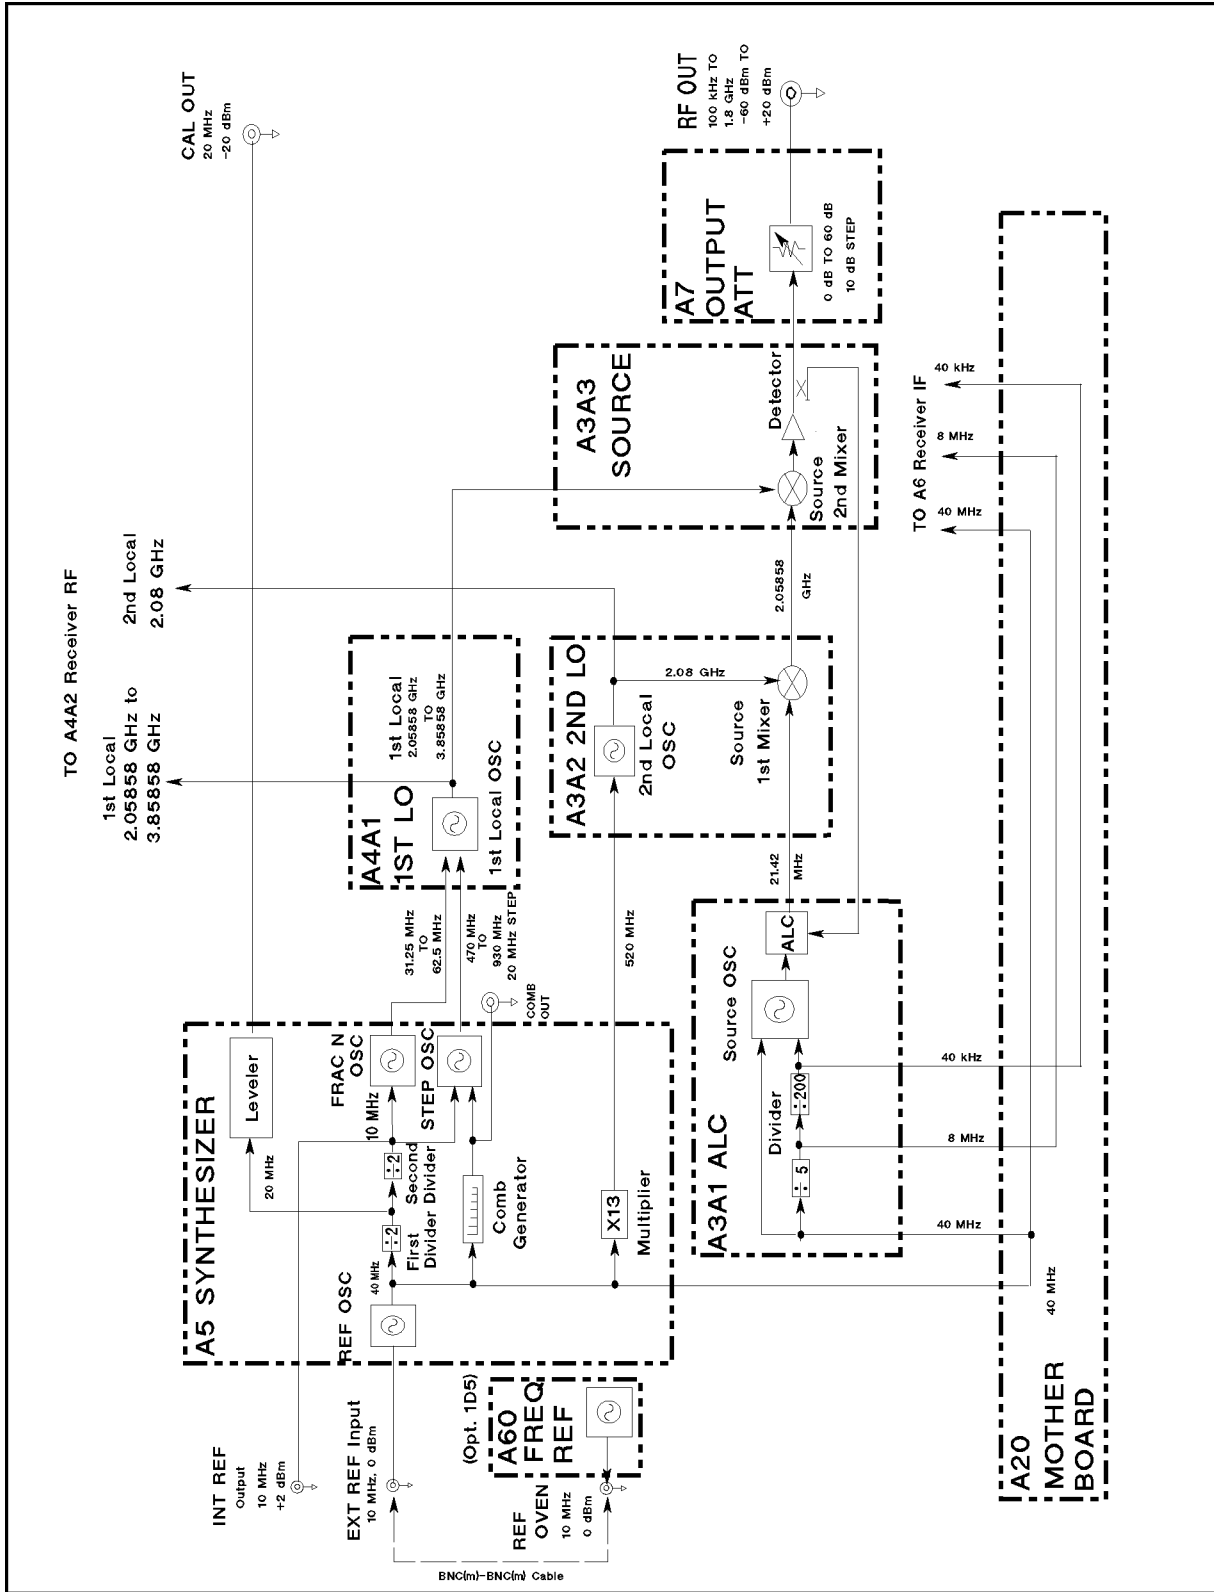 INT REF
Output
10 MHz
+2 dBm
EXT REF Input
10 MHz, 0 dBm
REF
OVEN
10 MHz
0 dBm
BNC(m)-BNC(m) Cable
(Opt. 1D5)
A60
FREQ
REF
A5 SYNTHESIZER
REF OSC
40 MHz
÷2
First
Divider
÷2
Second
Divider
20 MHz
Leveler
10 MHz
FRAC N
OSC
STEP OSC
Comb
Generator
X13
Multiplier
COMB
OUT
31.25 MHz
TO
62.5 MHz
470 MHz
TO
930 MHz
20 MHz STEP
520 MHz
CAL OUT
20 MHz
-20 dBm
TO A4A2 Receiver RF
1st Local
2.05858 GHz to
3.85858 GHz
2nd Local
2.08 GHz
A4A1
1ST LO
1st Local OSC
1st Local
2.05858 GHz
TO
3.85858 GHz
A3A2 2ND LO
2nd Local
OSC
2.08 GHz
Source
1st Mixer
21.42
MHz
2.05858
GHz
A3A1 ALC
÷5
Divider
÷200
Source OSC
ALC
40 MHz
8 MHz
40 kHz
A3A3
SOURCE
Source
2nd Mixer
Detector
A7
OUTPUT
ATT
0 dB TO 60 dB
10 dB STEP
RF OUT
100 kHz TO
1.8 GHz
-60 dBm TO
+20 dBm
TO A6 Receiver IF
40 MHz
8 MHz
40 kHz
A20
MOTHER
BOARD
40 MHz